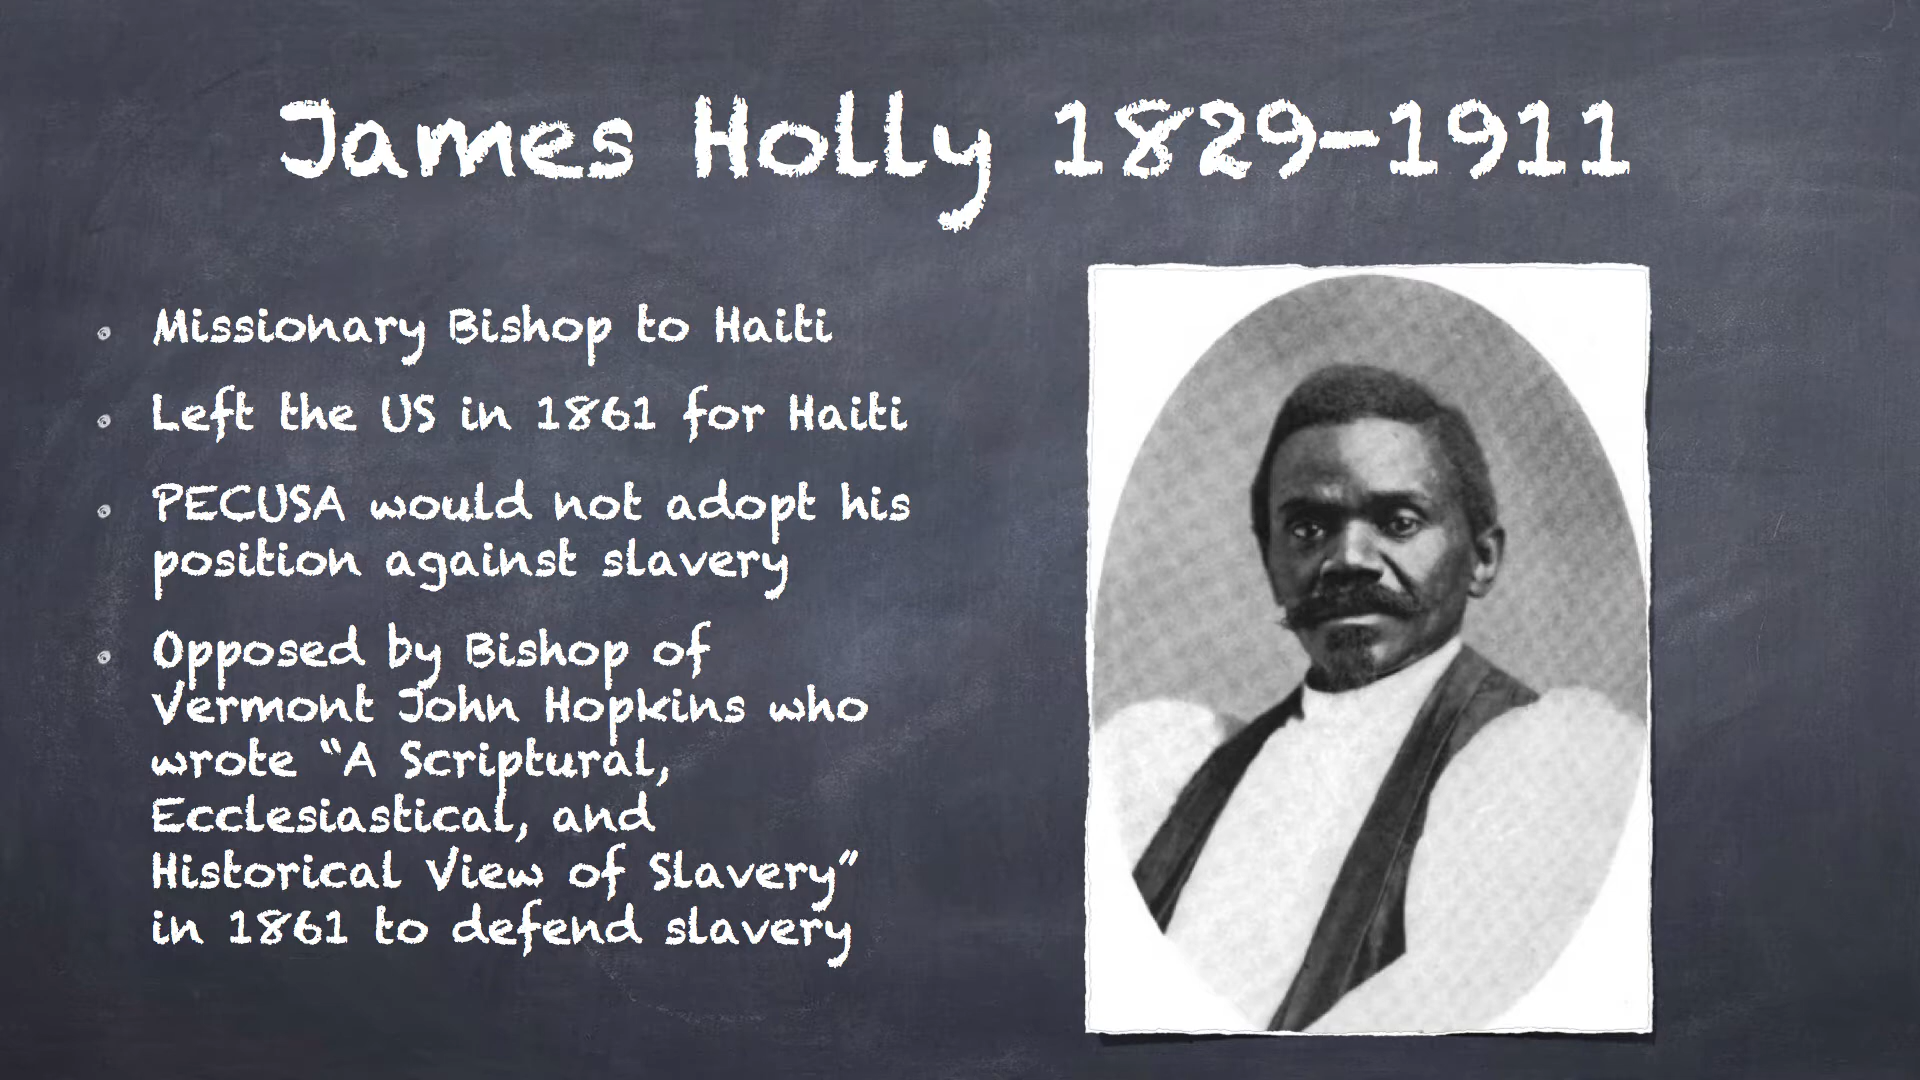 James Holly 1829-1911
Missionary Bishop to Haiti
Left the US in 1861 for Haiti
PECUSA would not adopt his
position against slavery
Opposed by Bishop of
Vermont John Hopkins who
wrote “A Scriptural,
Ecclesiastical, and
Historical View of Slavery”
in 1861 to defend slavery